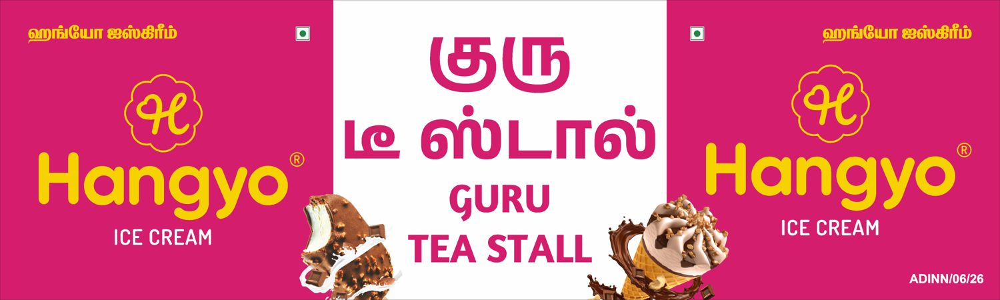 ஹங்யோ ஐஸ்கிரீம்
H
Hangyo®
ICE CREAM
குரு
டீ ஸ்டால்
GURU
TEA STALL
ஹங்யோ ஐஸ்கிரீம்
H
Hangyo®
ICE CREAM
ADINN/06/26